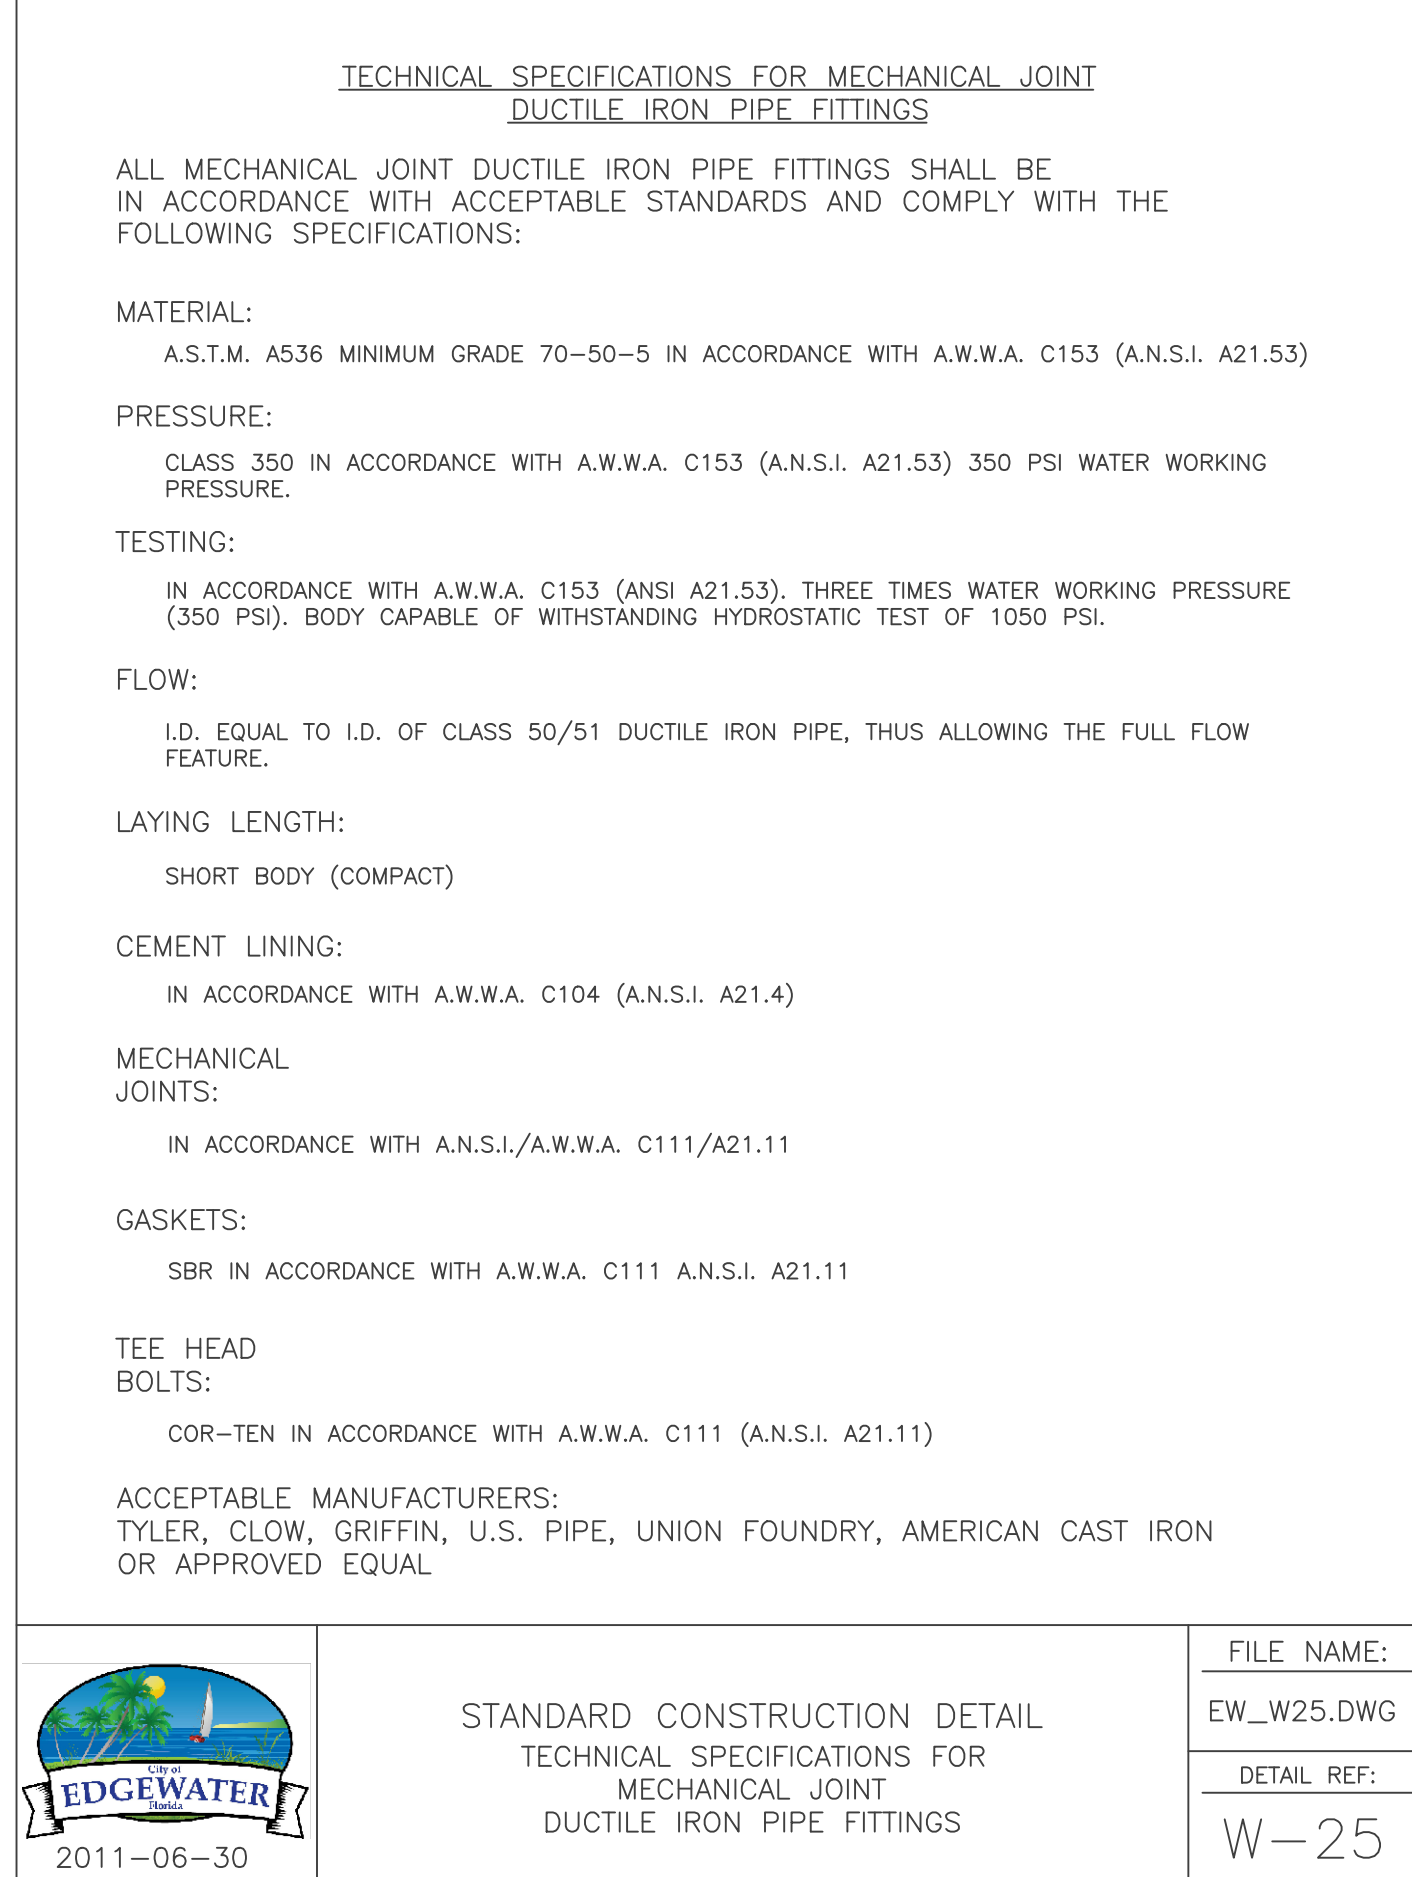 TECHNICAL SPECIFICATIONS FOR MECHANICAL JOINT
DUCTILE IRON PIPE FITTINGS
ALL MECHANICAL JOINT DUCTILE IRON PIPE FITTINGS SHALL BE
IN ACCORDANCE WITH ACCEPTABLE STANDARDS AND COMPLY WITH THE
FOLLOWING SPECIFICATIONS:
MATERIAL:
A.S.T.M. A536 MINIMUM GRADE 70-50-5 IN ACCORDANCE WITH A.W.W.A. C153 (A.N.S.I. A21.53)
PRESSURE:
CLASS 350 IN ACCORDANCE WITH A.W.W.A. C153 (A.N.S.I. A21.53) 350 PSI WATER WORKING
PRESSURE.
TESTING:
IN ACCORDANCE WITH A.W.W.A. C153 (ANSI A21.53). THREE TIMES WATER WORKING PRESSURE
(350 PSI). BODY CAPABLE OF WITHSTANDING HYDROSTATIC TEST OF 1050 PSI.
FLOW:
I.D. EQUAL TO I.D. OF CLASS 50/51 DUCTILE IRON PIPE, THUS ALLOWING THE FULL FLOW
FEATURE.
LAYING LENGTH:
SHORT BODY (COMPACT)
CEMENT LINING:
IN ACCORDANCE WITH A.W.W.A. C104 (A.N.S.I. A21.4)
MECHANICAL
JOINTS:
IN ACCORDANCE WITH A.N.S.I./A.W.W.A. C111/A21.11
GASKETS:
SBR IN ACCORDANCE WITH A.W.W.A. C111 A.N.S.I. A21.11
TEE HEAD
BOLTS:
COR-TEN IN ACCORDANCE WITH A.W.W.A. C111 (A.N.S.I. A21.11)
ACCEPTABLE MANUFACTURERS:
TYLER, CLOW, GRIFFIN, U.S. PIPE, UNION FOUNDRY, AMERICAN CAST IRON
OR APPROVED EQUAL
City of
EDGEWATER
Florida
2011-06-30
STANDARD CONSTRUCTION DETAIL
TECHNICAL SPECIFICATIONS FOR
MECHANICAL JOINT
DUCTILE IRON PIPE FITTINGS
FILE NAME:
EW_W25.DWG
DETAIL REF:
W-25